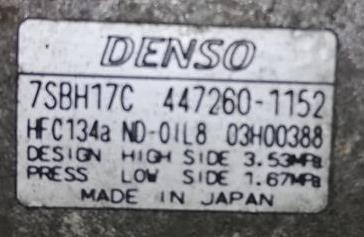 DENSO
7SBH17C 447260-1152
HFC134a ND-OIL8 03H00388
DESIGN HIGH SIDE 3.53MPa
PRESS LOW SIDE 1.67MPa
MADE IN JAPAN